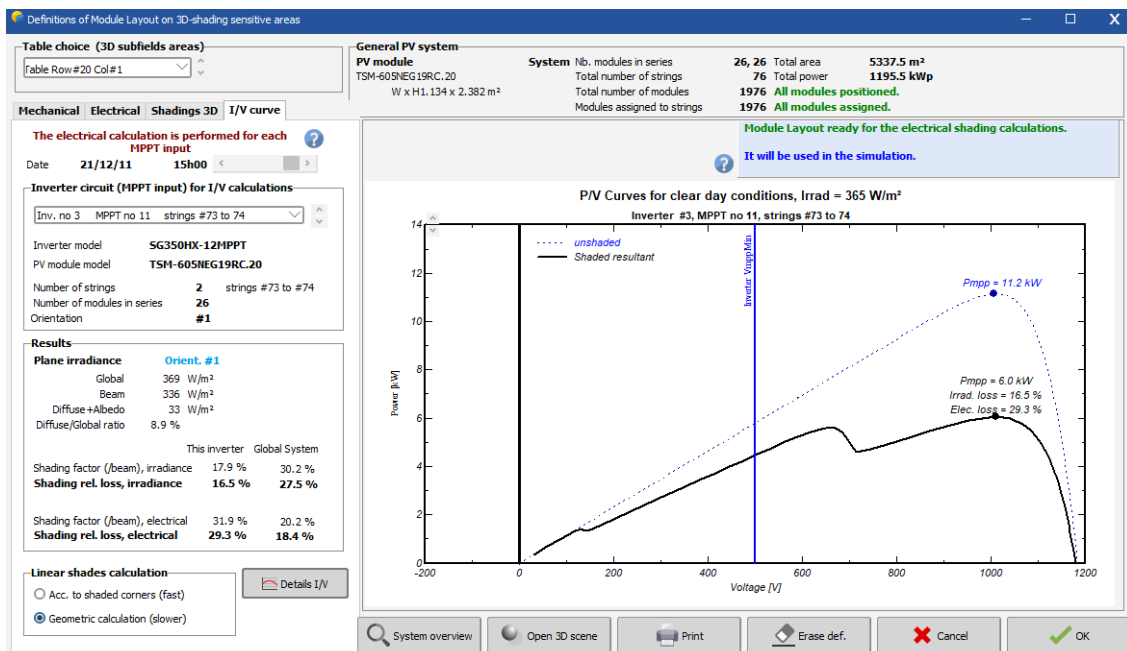 Definitions of Module Layout on 3D-shading sensitive areas
Table choice (3D subfields areas)
Table Row#20 Col#1
General PV system
PV module System Nb. modules in series 26, 26 Total area 5337.5 m²
TSM-605NEG19RC.20 Total number of strings 76 Total power 1195.5 kWp
W x H1.134 x 2.382 m² Total number of modules 1976 All modules positioned.
Modules assigned to strings 1976 All modules assigned.
Mechanical Electrical Shadings 3D I/V curve
The electrical calculation is performed for each
MPPT input
Date 21/12/11 15h00
Inverter circuit (MPPT input) for I/V calculations
Inv. no 3 MPPT no 11 strings #73 to 74
Inverter model SG350HX-12MPPT
PV module model TSM-605NEG19RC.20
Number of strings 2 strings #73 to #74
Number of modules in series 26
Orientation #1
Results
Plane irradiance Orient. #1
Global 369 W/m²
Beam 336 W/m²
Diffuse+Albedo 33 W/m²
Diffuse/Global ratio 8.9 %
This inverter Global System
Shading factor (/beam), irradiance 17.9 % 30.2 %
Shading rel. loss, irradiance 16.5 % 27.5 %
Shading factor (/beam), electrical 31.9 % 20.2 %
Shading rel. loss, electrical 29.3 % 18.4 %
Linear shades calculation
Acc. to shaded corners (fast)
Geometric calculation (slower)
Details I/V
Module Layout ready for the electrical shading calculations.
It will be used in the simulation.
P/V Curves for clear day conditions, Irrad = 365 W/m²
Inverter #3, MPPT no 11, strings #73 to 74
unshaded
Shaded resultant
Inverter VmppMin
Pmpp = 11.2 kW
Pmpp = 6.0 kW
Irrad. loss = 16.5 %
Elec. loss = 29.3 %
Power [kW]
14
12
10
8
6
4
2
0
-200 0 200 400 600 800 1000 1200
Voltage [V]
System overview Open 3D scene Print Erase def. Cancel OK